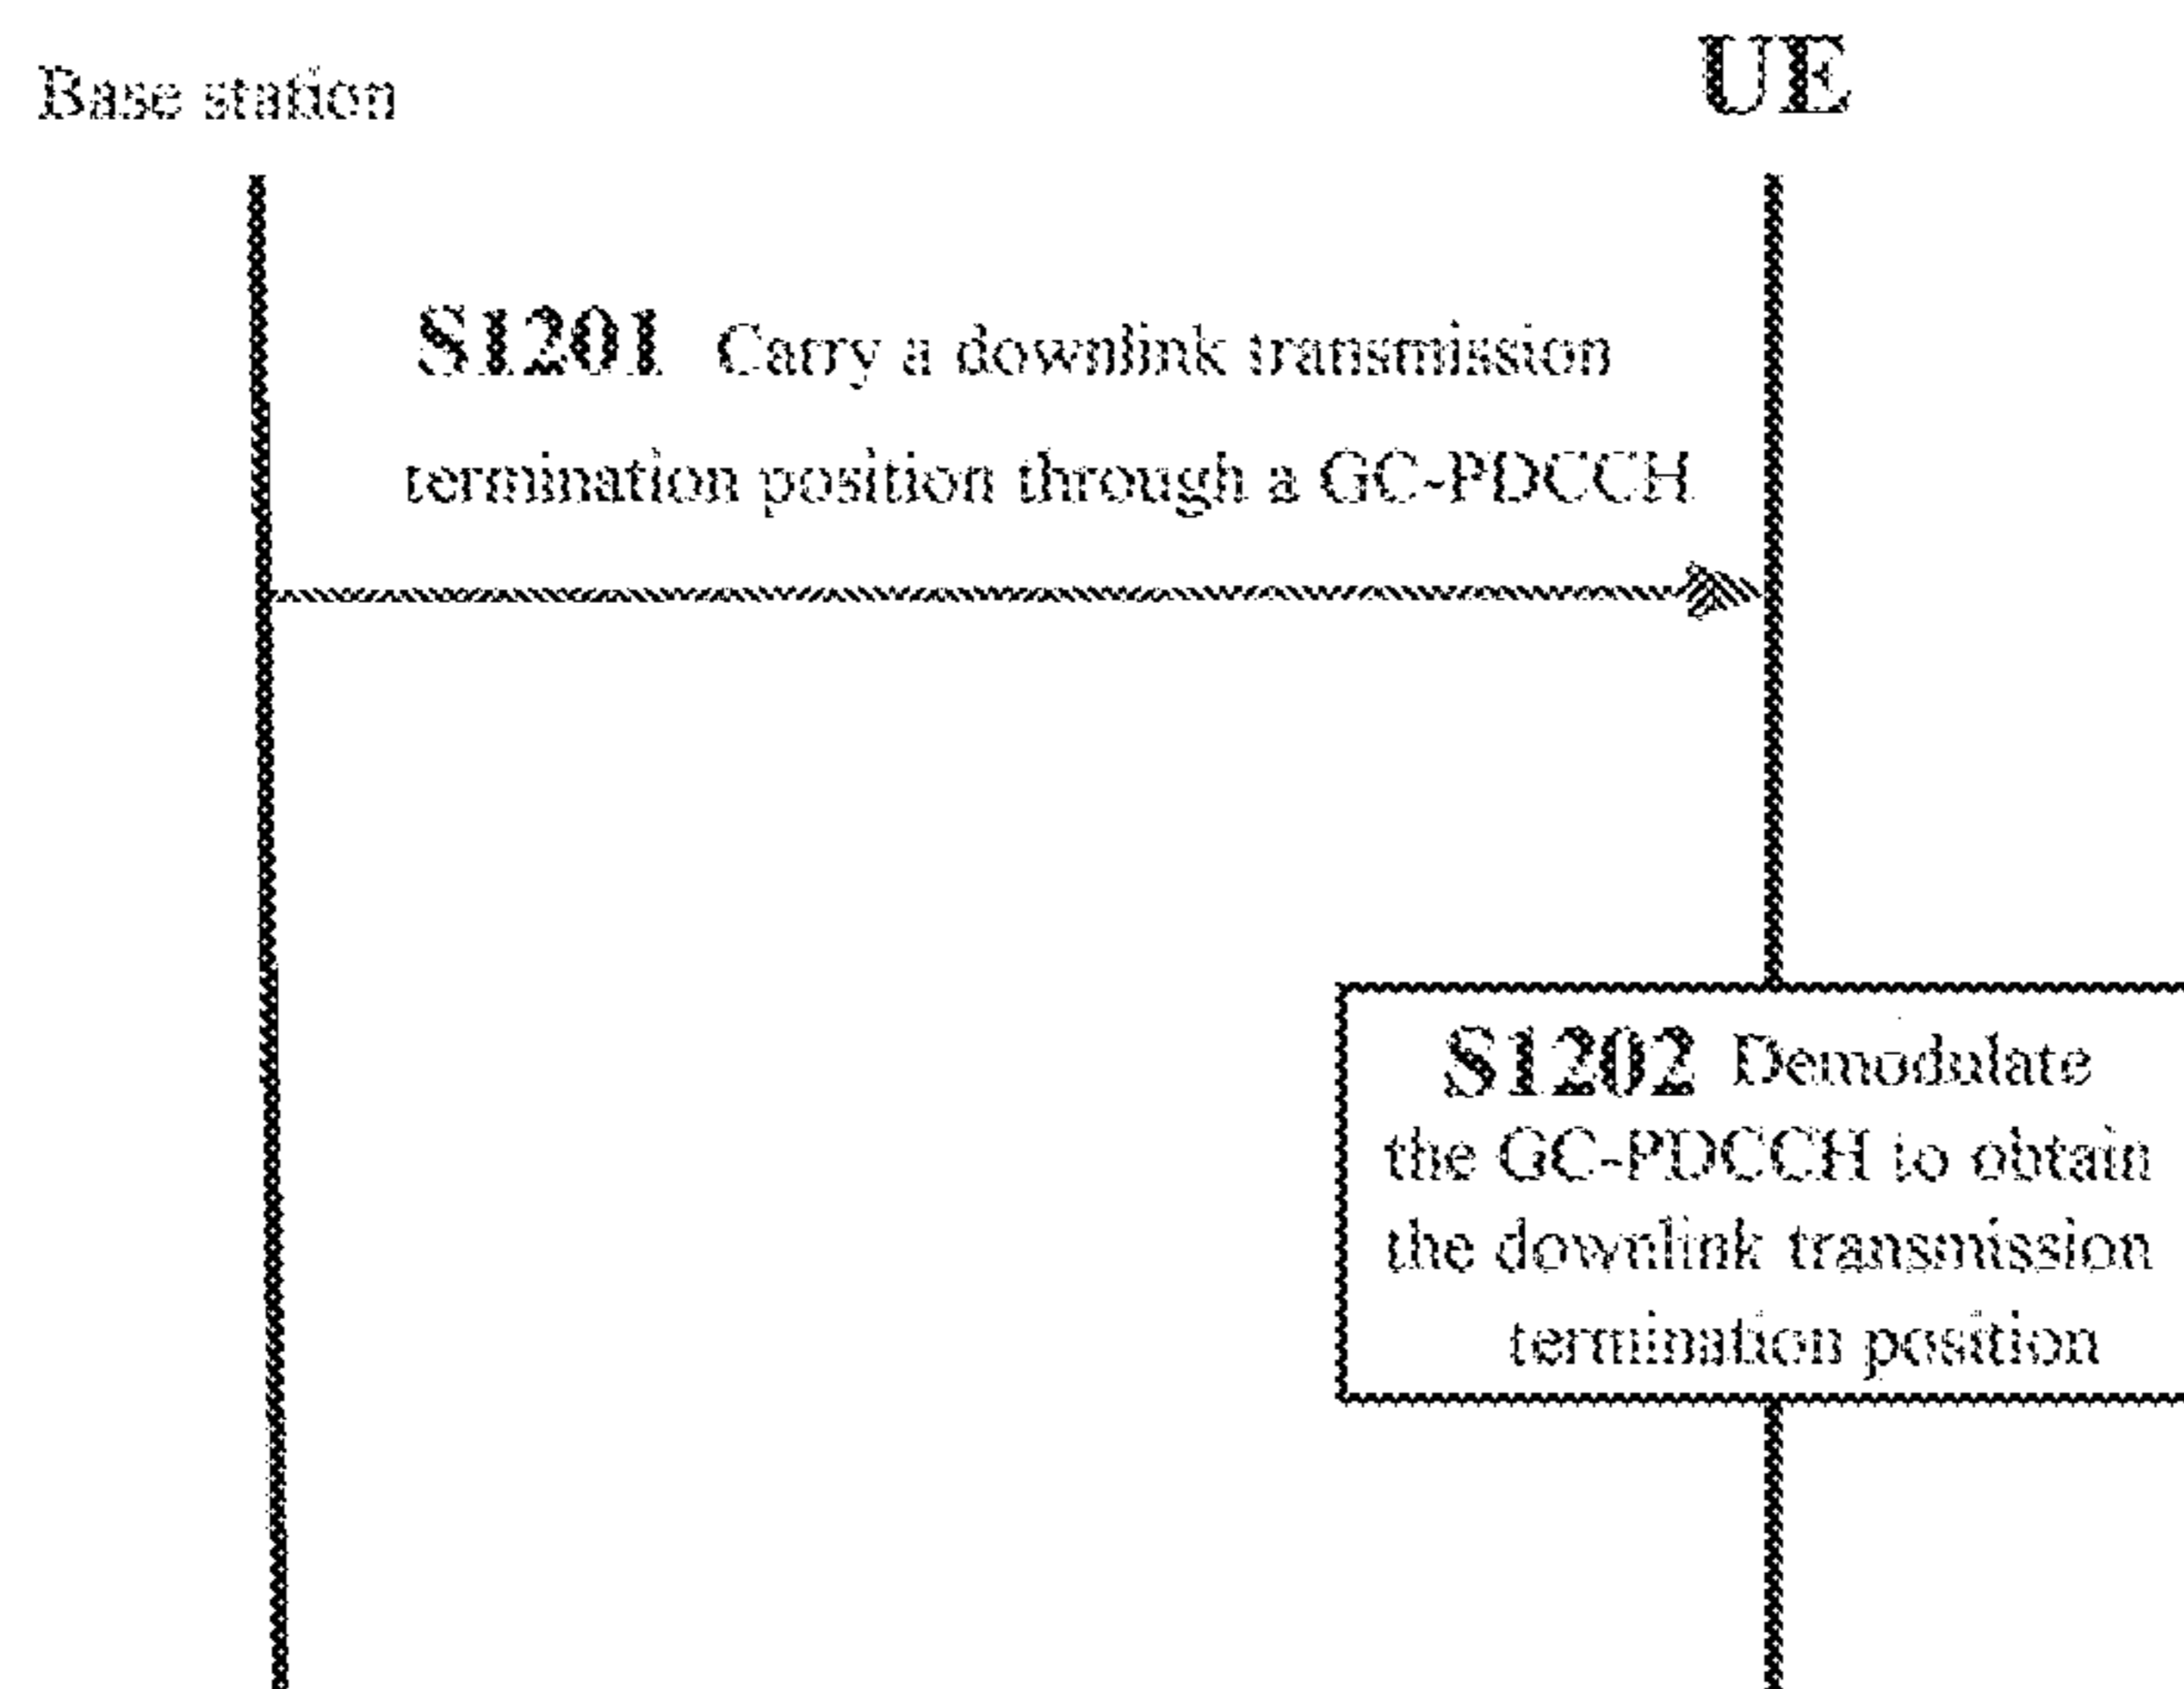 Base station
UE
S1201 Carry a downlink transmission
termination position through a GC-PDCCH
S1202 Demodulate
the GC-PDCCH to obtain
the downlink transmission
termination position